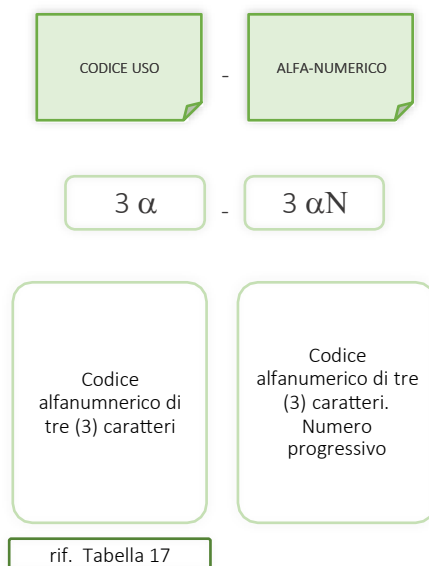 CODICE USO - ALFA-NUMERICO
3 α - 3 αN
Codice
alfanumnerico di
tre (3) caratteri
Codice
alfanumerico di tre
(3) caratteri.
Numero
progressivo
rif. Tabella 17